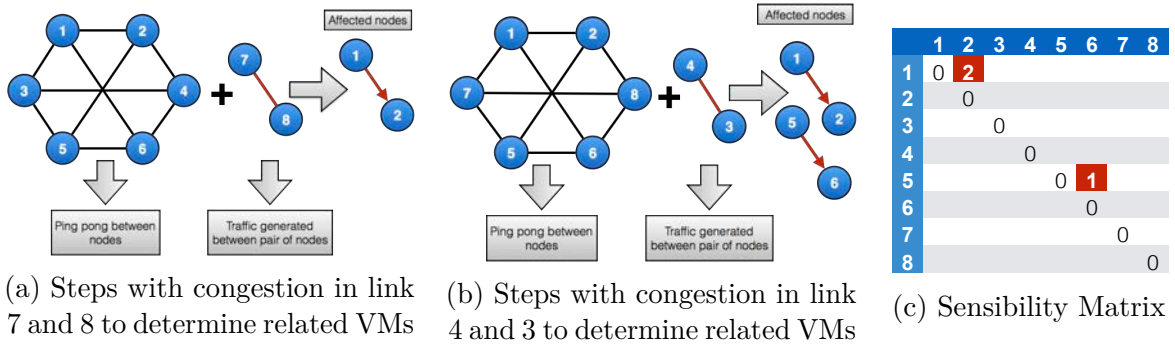 1 2
3 4
5 6
+
7
8
Affected nodes
1
2
Ping pong between
nodes
Traffic generated
between pair of nodes
(a) Steps with congestion in link
7 and 8 to determine related VMs
1 2
7 8
5 6
+
4
3
Affected nodes
1
2
5
6
Ping pong between
nodes
Traffic generated
between pair of nodes
(b) Steps with congestion in link
4 and 3 to determine related VMs
1 2 3 4 5 6 7 8
1 0 2
2 0
3 0
4 0
5 0 1
6 0
7 0
8 0
(c) Sensibility Matrix